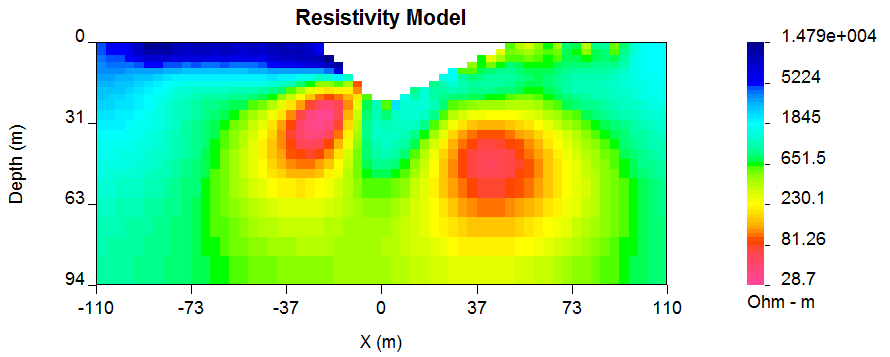 Resistivity Model
0
31
63
94
Depth (m)
-110 -73 -37 0 37 73 110
X (m)
1.479e+004
5224
1845
651.5
230.1
81.26
28.7
Ohm - m